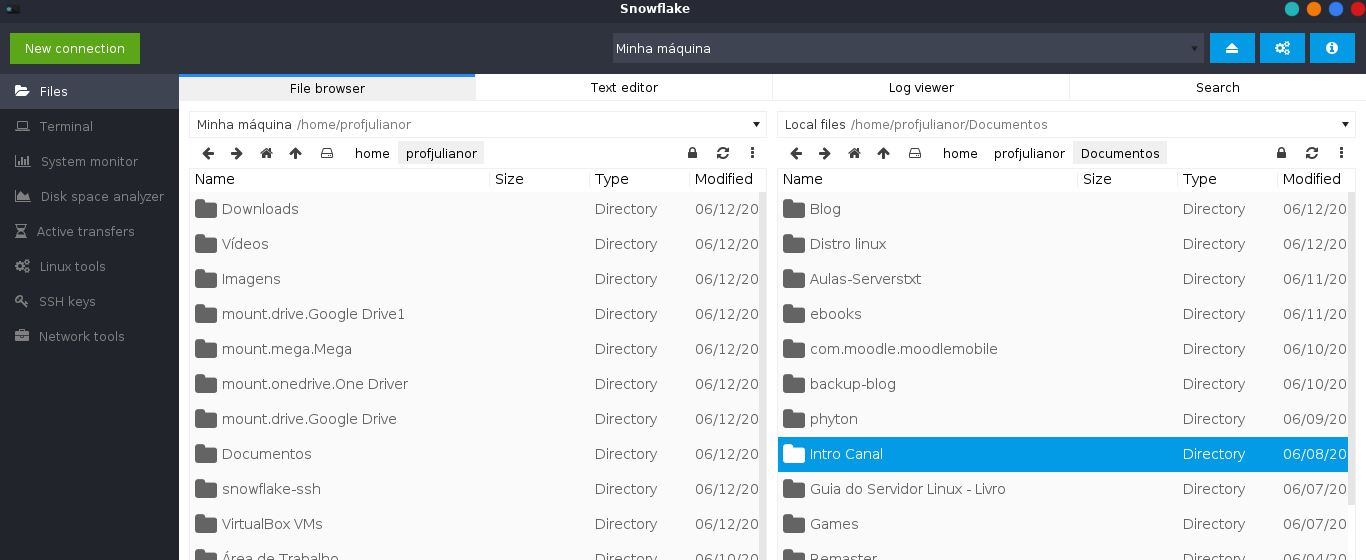 Snowflake
New connection
Minha máquina
Files
Terminal
System monitor
Disk space analyzer
Active transfers
Linux tools
SSH keys
Network tools
File browser Text editor Log viewer Search
Minha máquina /home/profjulianor
home profjulianor
Name Size Type Modified
Downloads Directory 06/12/20
Vídeos Directory 06/12/20
Imagens Directory 06/12/20
mount.drive.Google Drive1 Directory 06/12/20
mount.mega.Mega Directory 06/12/20
mount.onedrive.One Driver Directory 06/12/20
mount.drive.Google Drive Directory 06/12/20
Documentos Directory 06/12/20
snowflake-ssh Directory 06/12/20
VirtualBox VMs Directory 06/12/20
Área de Trabalho Directory 06/10/20
Local files /home/profjulianor/Documentos
home profjulianor Documentos
Name Size Type Modified
Blog Directory 06/12/20
Distro linux Directory 06/12/20
Aulas-Serverstxt Directory 06/11/20
ebooks Directory 06/11/20
com.moodle.moodlemobile Directory 06/10/20
backup-blog Directory 06/10/20
phyton Directory 06/09/20
Intro Canal Directory 06/08/20
Guia do Servidor Linux - Livro Directory 06/07/20
Games Directory 06/07/20
Remaster Directory 06/04/20